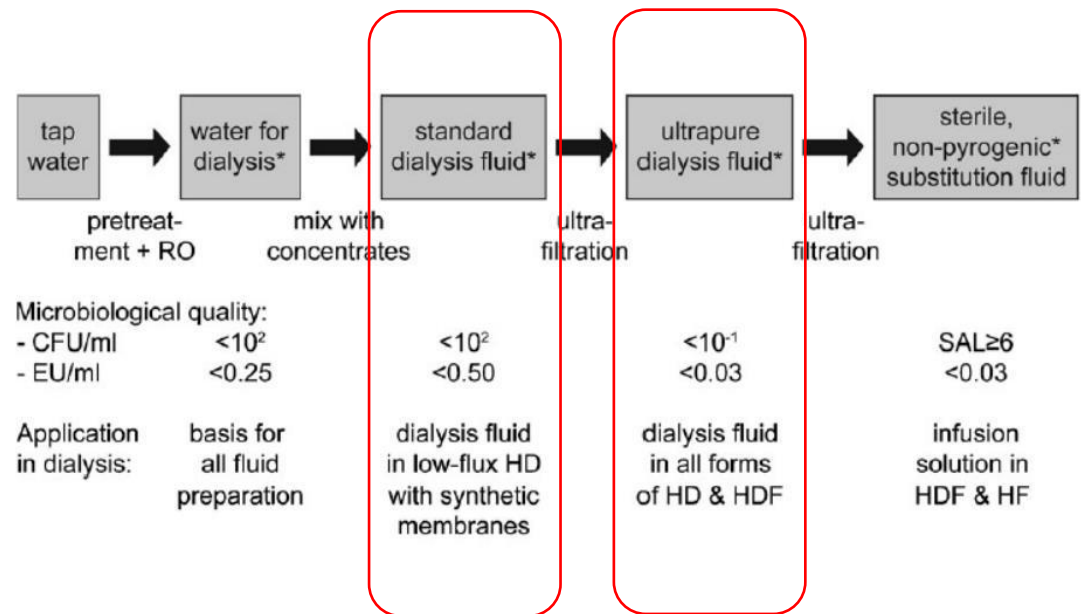 tap
water
water for
dialysis*
standard
dialysis fluid*
ultrapure
dialysis fluid*
sterile,
non-pyrogenic*
substitution fluid
pretreat-
ment + RO
mix with
concentrates
ultra-
filtration
ultra-
filtration
Microbiological quality:
- CFU/ml <10² <10² <10⁻¹ SAL≥6
- EU/ml <0.25 <0.50 <0.03 <0.03
Application
in dialysis:
basis for
all fluid
preparation
dialysis fluid
in low-flux HD
with synthetic
membranes
dialysis fluid
in all forms
of HD & HDF
infusion
solution in
HDF & HF